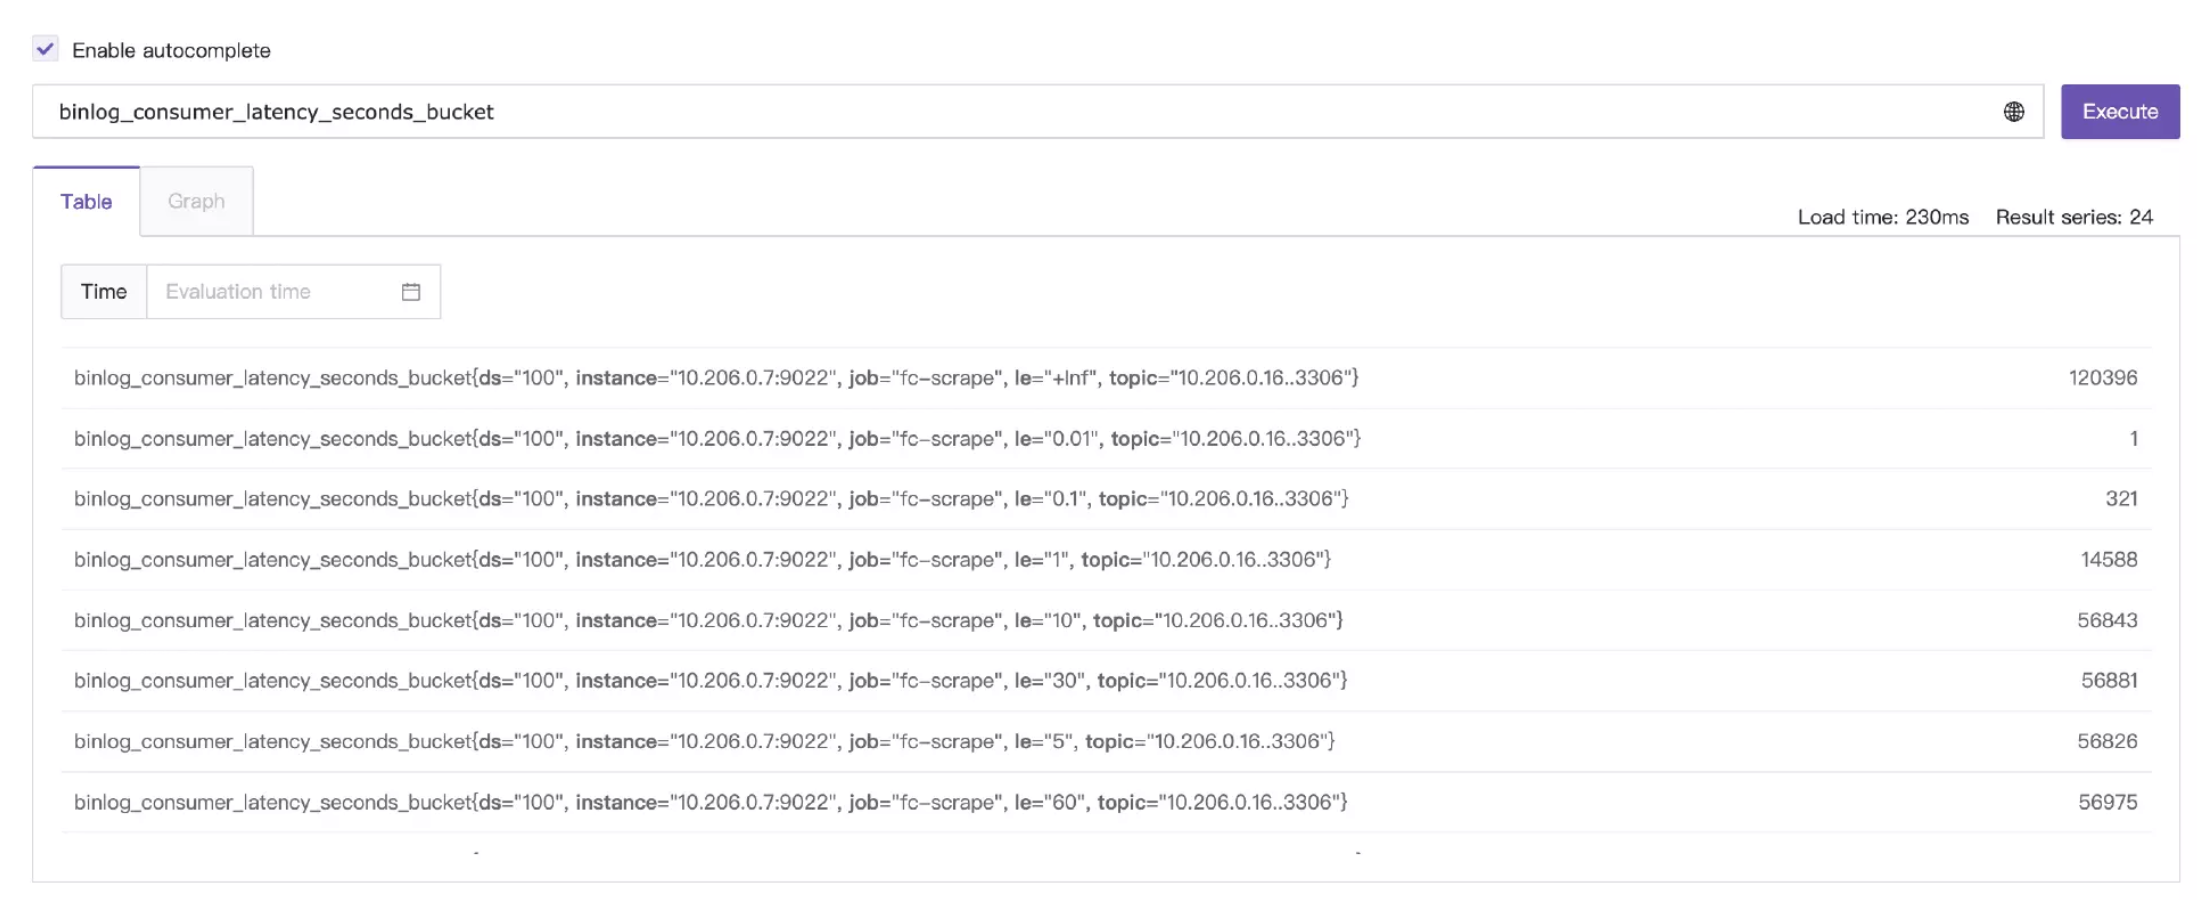 Enable autocomplete
binlog_consumer_latency_seconds_bucket
Execute
Table Graph
Load time: 230ms Result series: 24
Time Evaluation time
binlog_consumer_latency_seconds_bucket{ds="100", instance="10.206.0.7:9022", job="fc-scrape", le="+Inf", topic="10.206.0.16..3306"} 120396
binlog_consumer_latency_seconds_bucket{ds="100", instance="10.206.0.7:9022", job="fc-scrape", le="0.01", topic="10.206.0.16..3306"} 1
binlog_consumer_latency_seconds_bucket{ds="100", instance="10.206.0.7:9022", job="fc-scrape", le="0.1", topic="10.206.0.16..3306"} 321
binlog_consumer_latency_seconds_bucket{ds="100", instance="10.206.0.7:9022", job="fc-scrape", le="1", topic="10.206.0.16..3306"} 14588
binlog_consumer_latency_seconds_bucket{ds="100", instance="10.206.0.7:9022", job="fc-scrape", le="10", topic="10.206.0.16..3306"} 56843
binlog_consumer_latency_seconds_bucket{ds="100", instance="10.206.0.7:9022", job="fc-scrape", le="30", topic="10.206.0.16..3306"} 56881
binlog_consumer_latency_seconds_bucket{ds="100", instance="10.206.0.7:9022", job="fc-scrape", le="5", topic="10.206.0.16..3306"} 56826
binlog_consumer_latency_seconds_bucket{ds="100", instance="10.206.0.7:9022", job="fc-scrape", le="60", topic="10.206.0.16..3306"} 56975